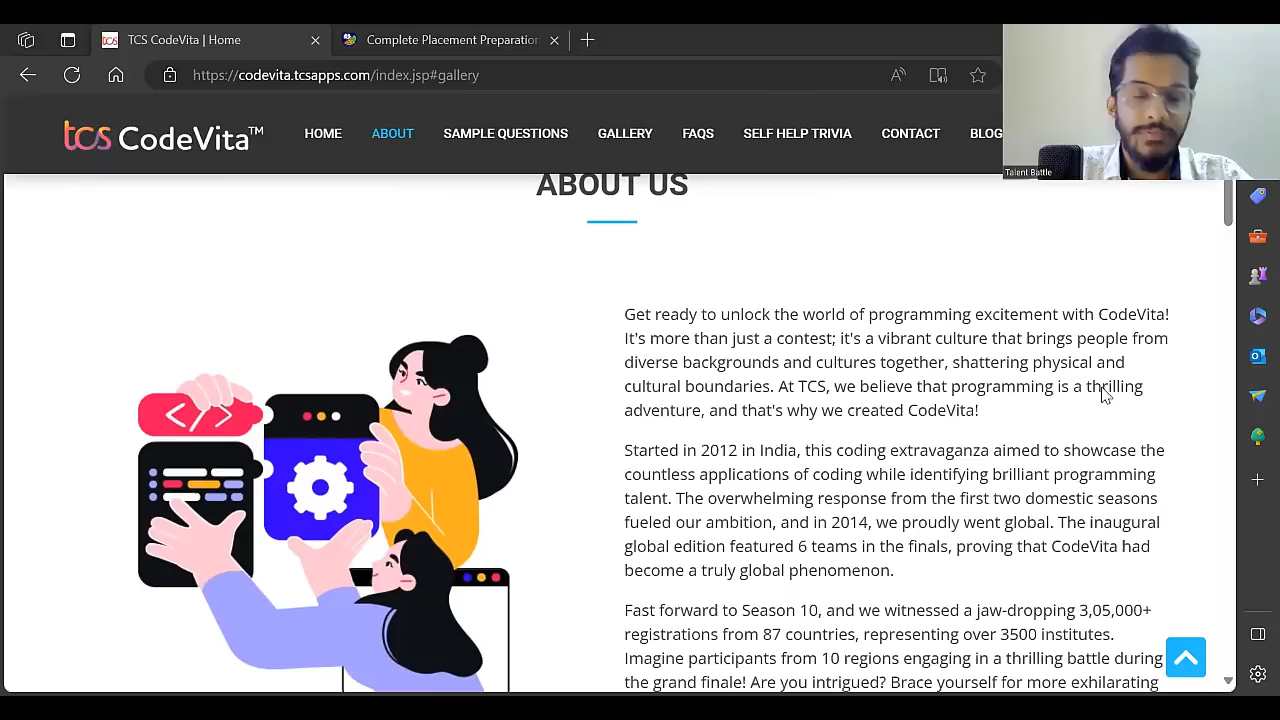 TCS CodeVita | Home
Complete Placement Preparation
https://codevita.tcsapps.com/index.jsp#gallery
tcs CodeVita™
HOME ABOUT SAMPLE QUESTIONS GALLERY FAQS SELF HELP TRIVIA CONTACT BLOG
Talent Battle
ABOUT US
Get ready to unlock the world of programming excitement with CodeVita!
It's more than just a contest; it's a vibrant culture that brings people from
diverse backgrounds and cultures together, shattering physical and
cultural boundaries. At TCS, we believe that programming is a thrilling
adventure, and that's why we created CodeVita!
Started in 2012 in India, this coding extravaganza aimed to showcase the
countless applications of coding while identifying brilliant programming
talent. The overwhelming response from the first two domestic seasons
fueled our ambition, and in 2014, we proudly went global. The inaugural
global edition featured 6 teams in the finals, proving that CodeVita had
become a truly global phenomenon.
Fast forward to Season 10, and we witnessed a jaw-dropping 3,05,000+
registrations from 87 countries, representing over 3500 institutes.
Imagine participants from 10 regions engaging in a thrilling battle during
the grand finale! Are you intrigued? Brace yourself for more exhilarating